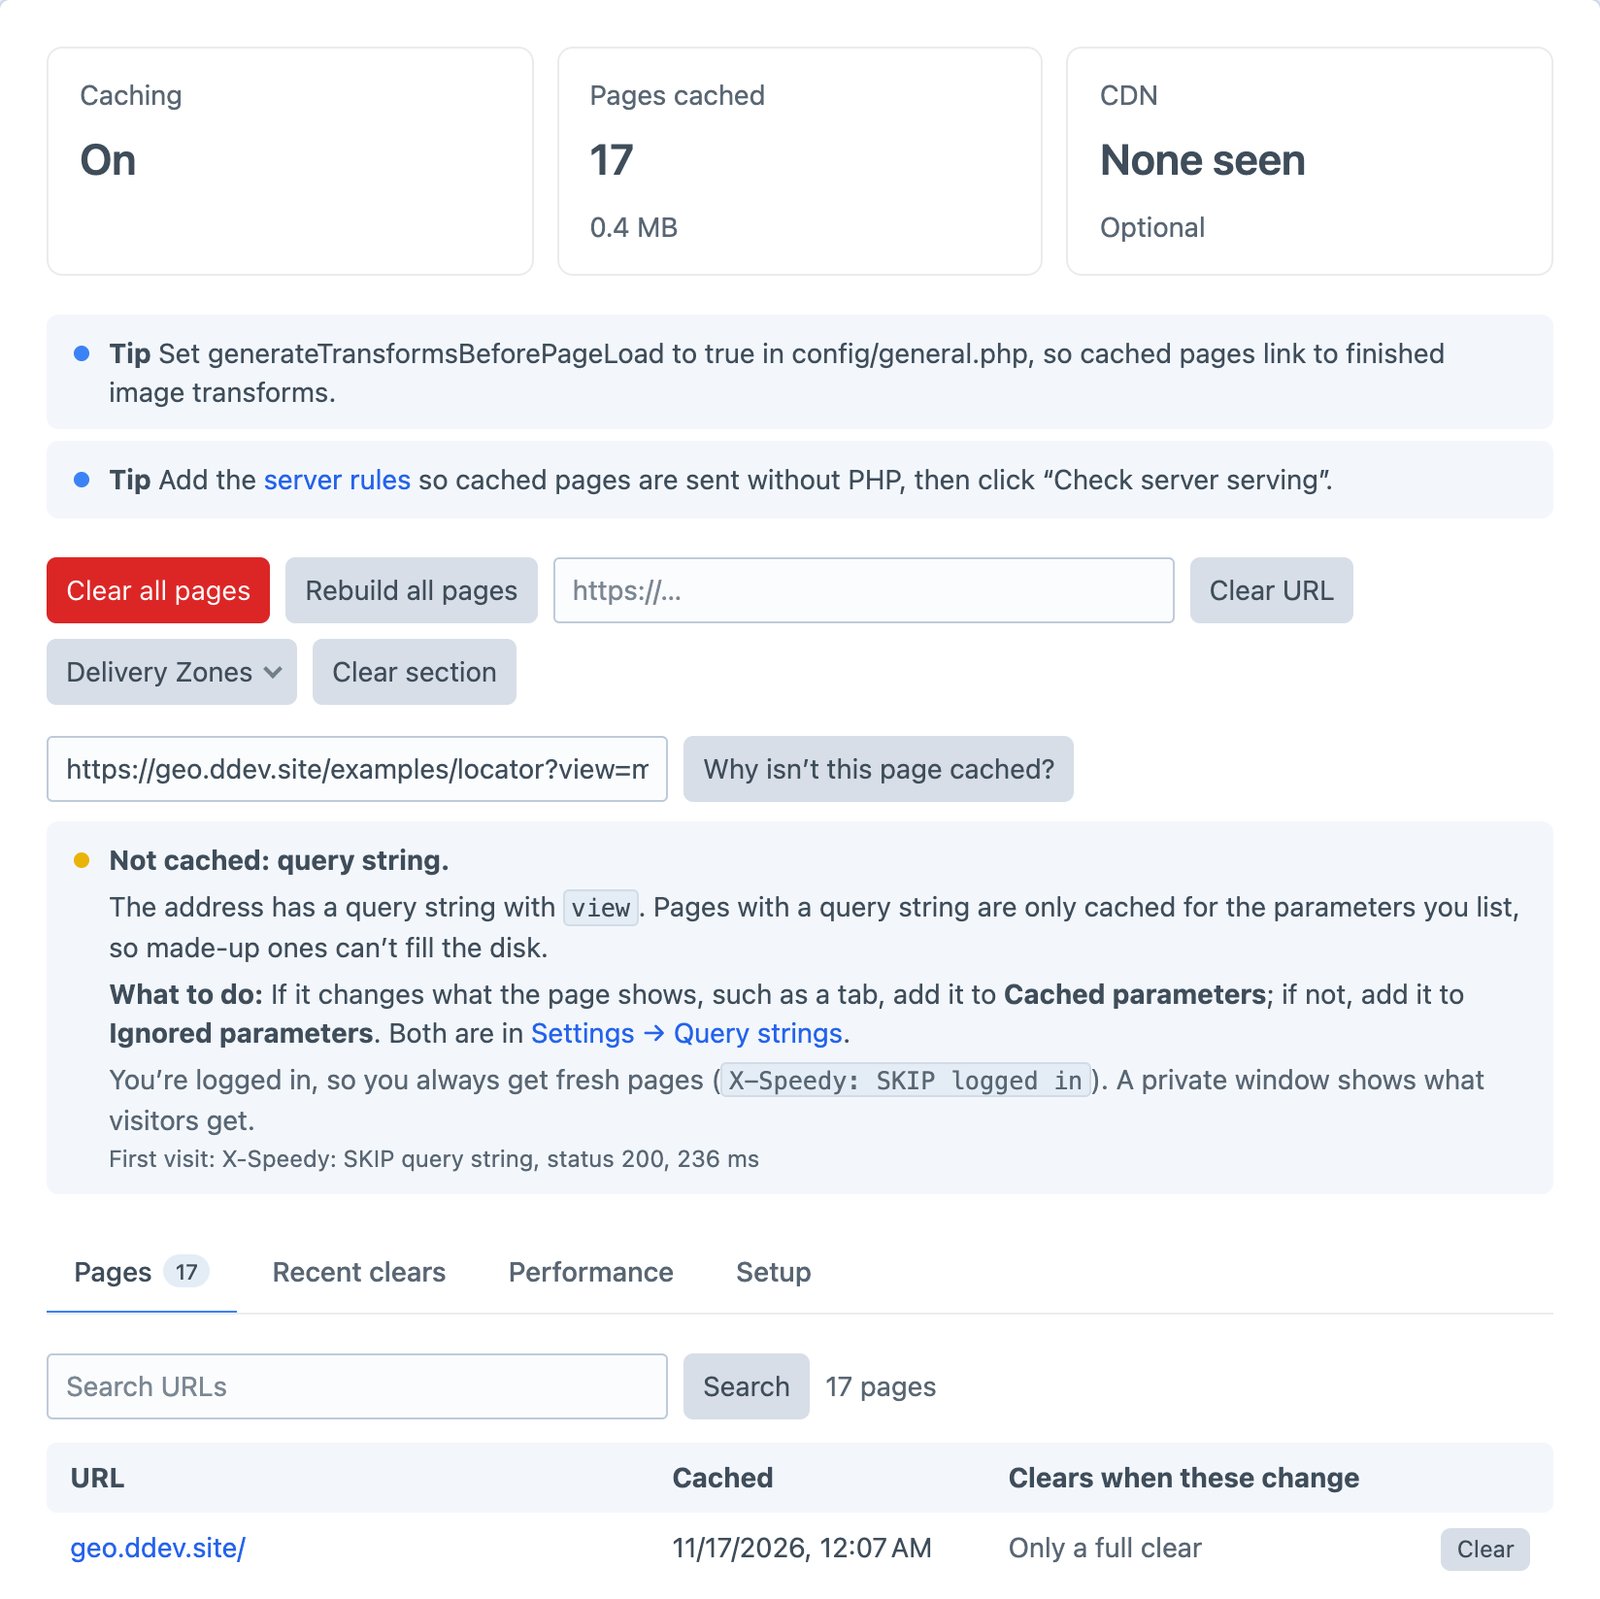 Caching
On
Pages cached
17
0.4 MB
CDN
None seen
Optional
Tip Set generateTransformsBeforePageLoad to true in config/general.php, so cached pages link to finished
image transforms.
Tip Add the server rules so cached pages are sent without PHP, then click “Check server serving”.
Clear all pages
Rebuild all pages
https://...
Clear URL
Delivery Zones
Clear section
https://geo.ddev.site/examples/locator?view=m
Why isn’t this page cached?
Not cached: query string.
The address has a query string with view. Pages with a query string are only cached for the parameters you list,
so made-up ones can’t fill the disk.
What to do: If it changes what the page shows, such as a tab, add it to Cached parameters; if not, add it to
Ignored parameters. Both are in Settings → Query strings.
You’re logged in, so you always get fresh pages (X-Speedy: SKIP logged in). A private window shows what
visitors get.
First visit: X-Speedy: SKIP query string, status 200, 236 ms
Pages 17
Recent clears
Performance
Setup
Search URLs
Search
17 pages
URL
Cached
Clears when these change
geo.ddev.site/
11/17/2026, 12:07 AM
Only a full clear
Clear